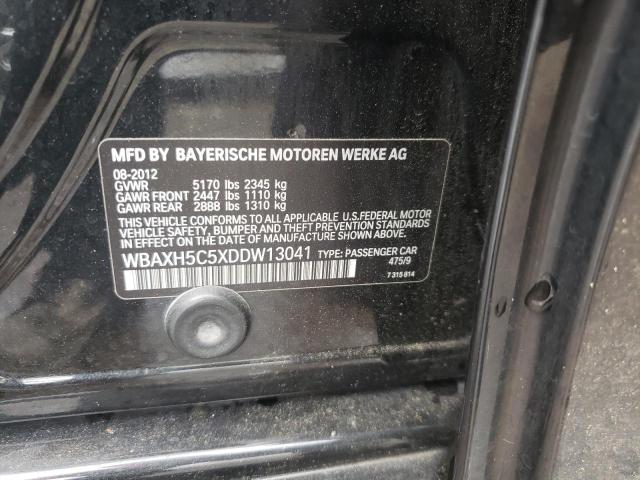 MFD BY BAYERISCHE MOTOREN WERKE AG
08-2012
GVWR 5170 lbs 2345 kg
GAWR FRONT 2447 lbs 1110 kg
GAWR REAR 2888 lbs 1310 kg
THIS VEHICLE CONFORMS TO ALL APPLICABLE U.S.FEDERAL MOTOR
VEHICLE SAFETY, BUMPER AND THEFT PREVENTION STANDARDS
IN EFFECT ON THE DATE OF MANUFACTURE SHOWN ABOVE.
WBAXH5C5XDDW13041 TYPE: PASSENGER CAR
475/9
7 315 814